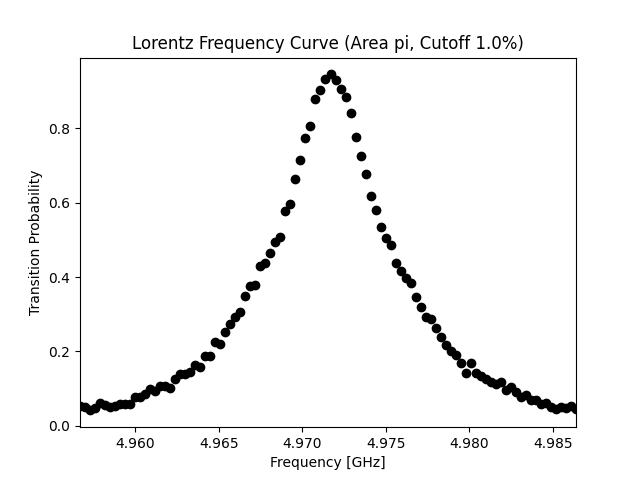 Lorentz Frequency Curve (Area pi, Cutoff 1.0%)
Transition Probability
0.8
0.6
0.4
0.2
0.0
4.960 4.965 4.970 4.975 4.980 4.985
Frequency [GHz]